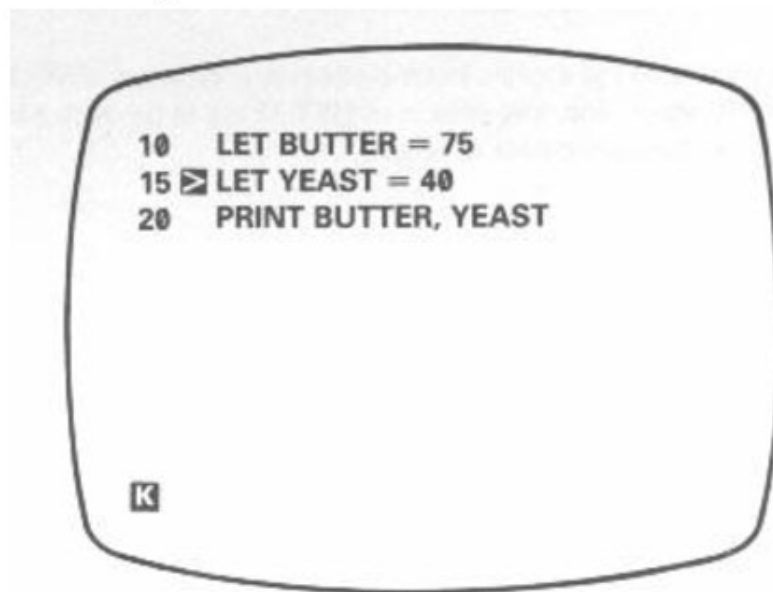 10 LET BUTTER = 75
15 > LET YEAST = 40
20 PRINT BUTTER, YEAST
K